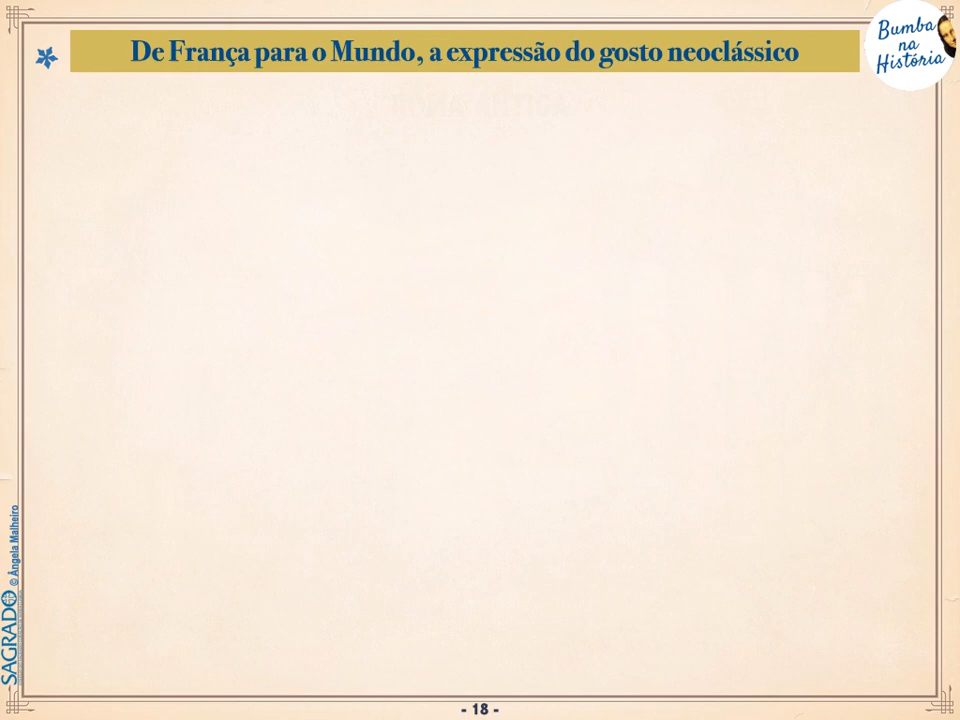 De França para o Mundo, a expressão do gosto neoclássico
Bumba
na
História
SAGRADO © Ângela Malheiro
- 18 -